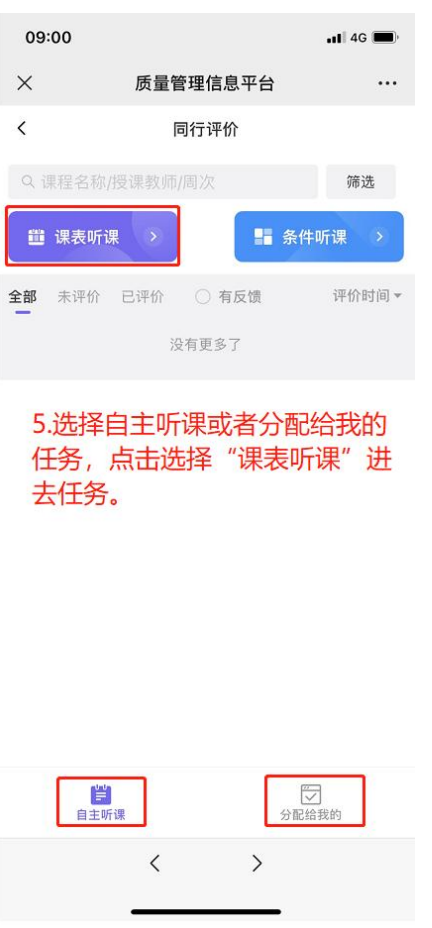 09:00
4G
质量管理信息平台
同行评价
课程名称/授课教师/周次
筛选
课表听课
条件听课
全部 未评价 已评价 有反馈 评价时间
没有更多了
5.选择自主听课或者分配给我的
任务，点击选择“课表听课”进
去任务。
自主听课
分配给我的